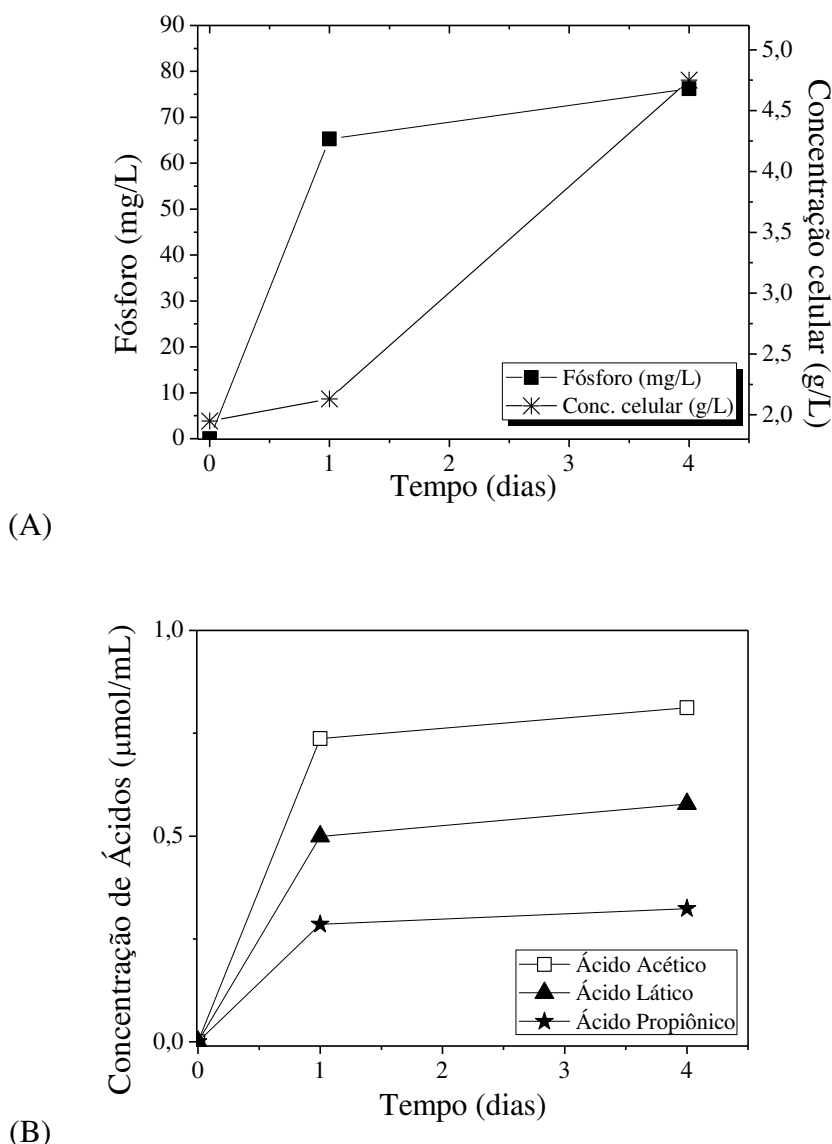 90
80
70
60
50
40
30
20
10
0
Fósforo (mg/L)
5,0
4,5
4,0
3,5
3,0
2,5
2,0
Concentração celular (g/L)
Fósforo (mg/L)
Conc. celular (g/L)
0 1 2 3 4
Tempo (dias)
(A)
1,0
0,5
0,0
Concentração de Ácidos (μmol/mL)
Ácido Acético
Ácido Lático
Ácido Propiônico
0 1 2 3 4
Tempo (dias)
(B)